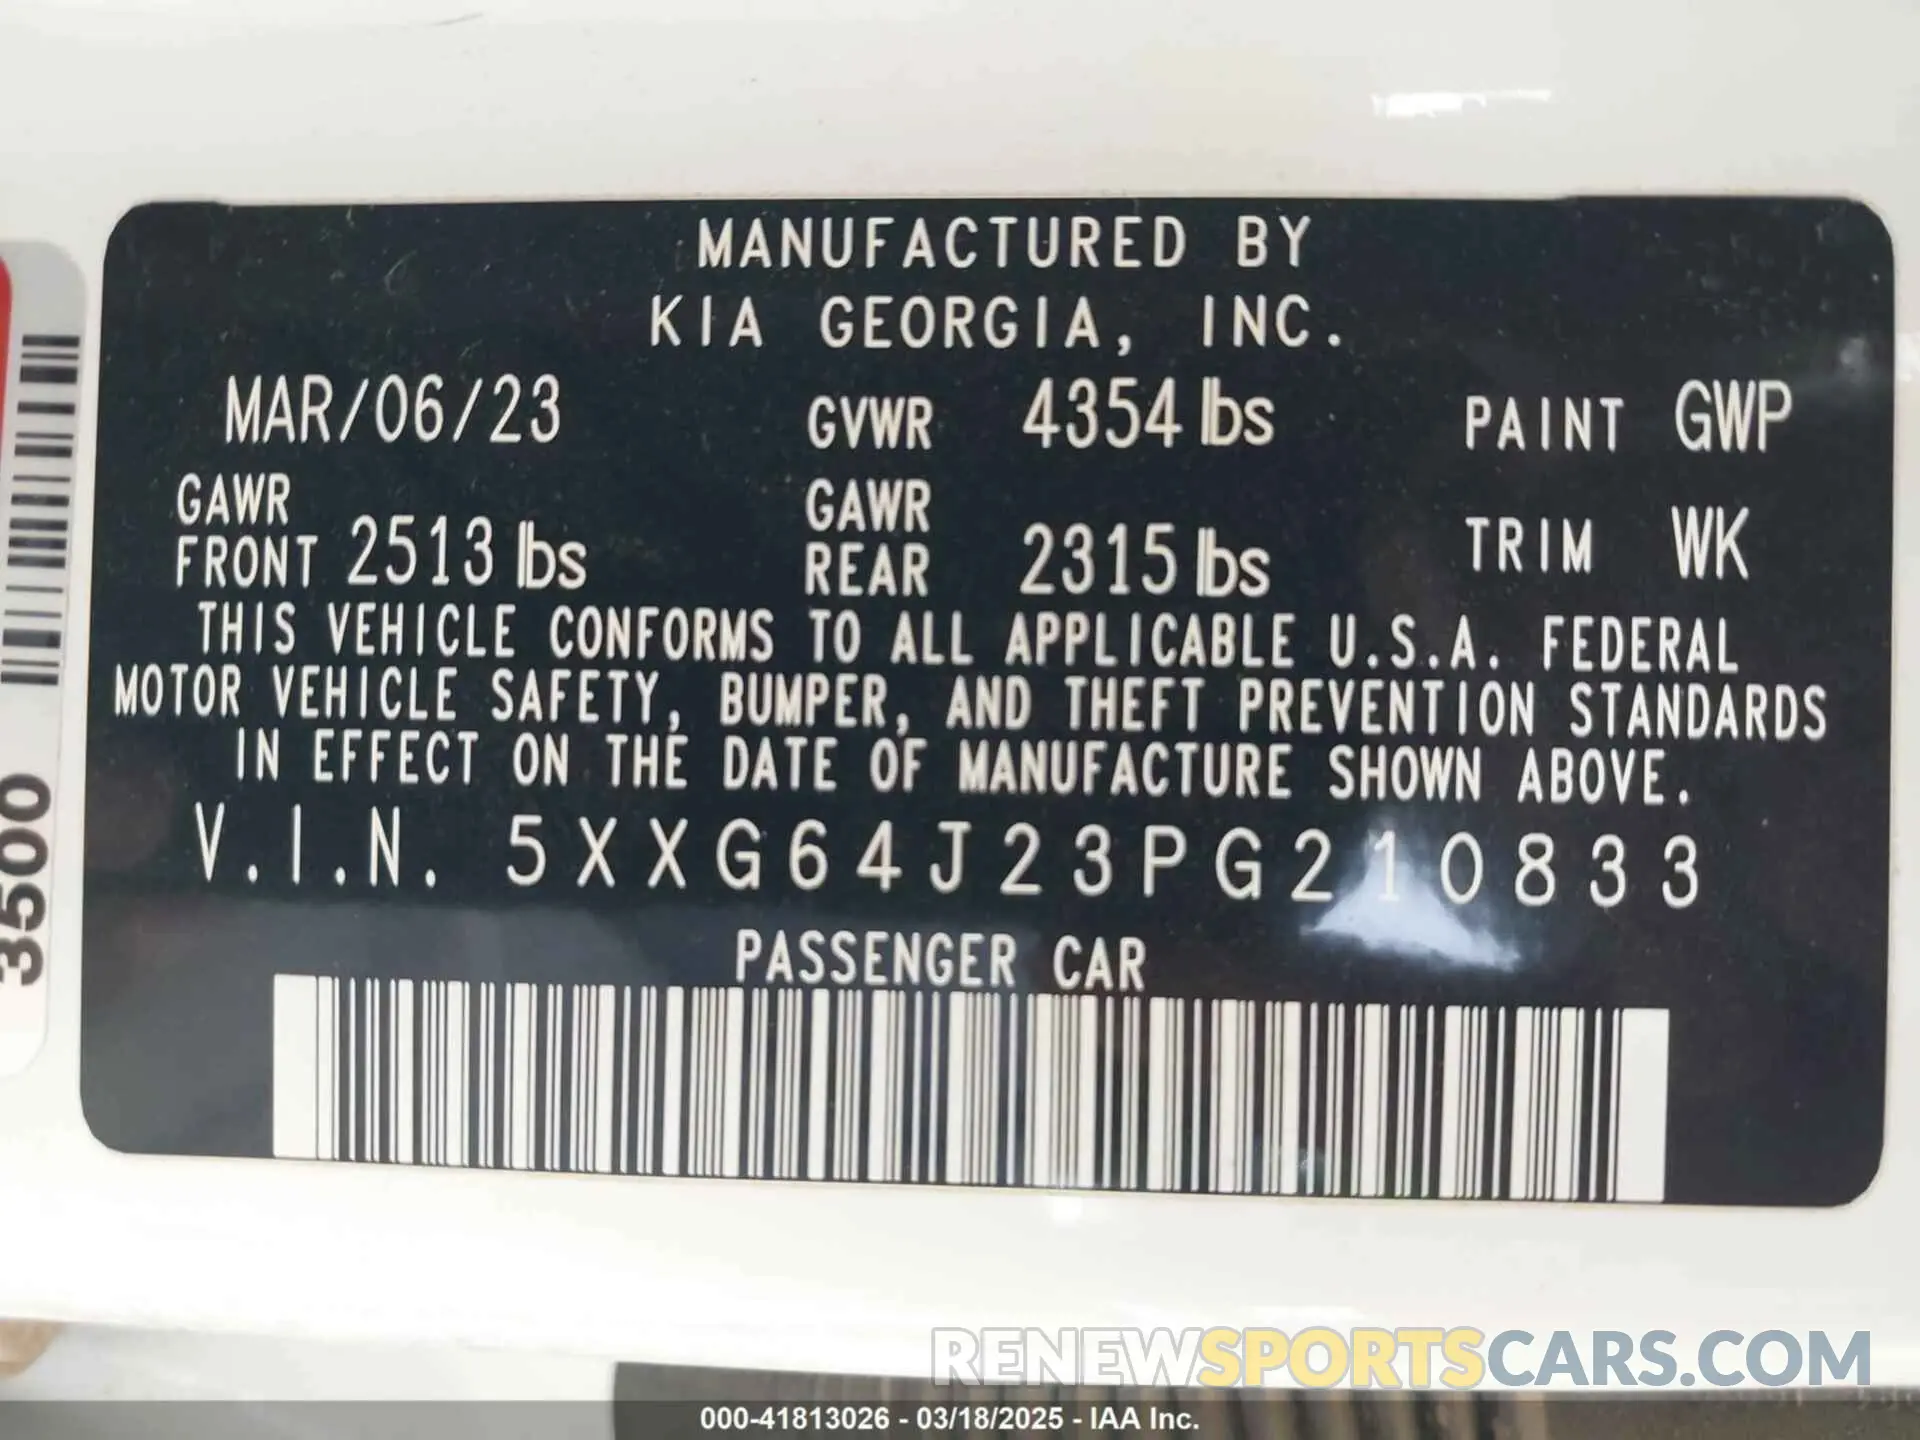 MANUFACTURED BY
KIA GEORGIA, INC.
MAR/06/23 GVWR 4354 lbs PAINT GWP
GAWR FRONT 2513 lbs GAWR REAR 2315 lbs TRIM WK
THIS VEHICLE CONFORMS TO ALL APPLICABLE U.S.A. FEDERAL
MOTOR VEHICLE SAFETY, BUMPER, AND THEFT PREVENTION STANDARDS
IN EFFECT ON THE DATE OF MANUFACTURE SHOWN ABOVE.
V.I.N. 5XXG64J23PG210833
PASSENGER CAR
3500
RENEWSPORTSCARS.COM
000-41813026 - 03/18/2025 - IAA Inc.